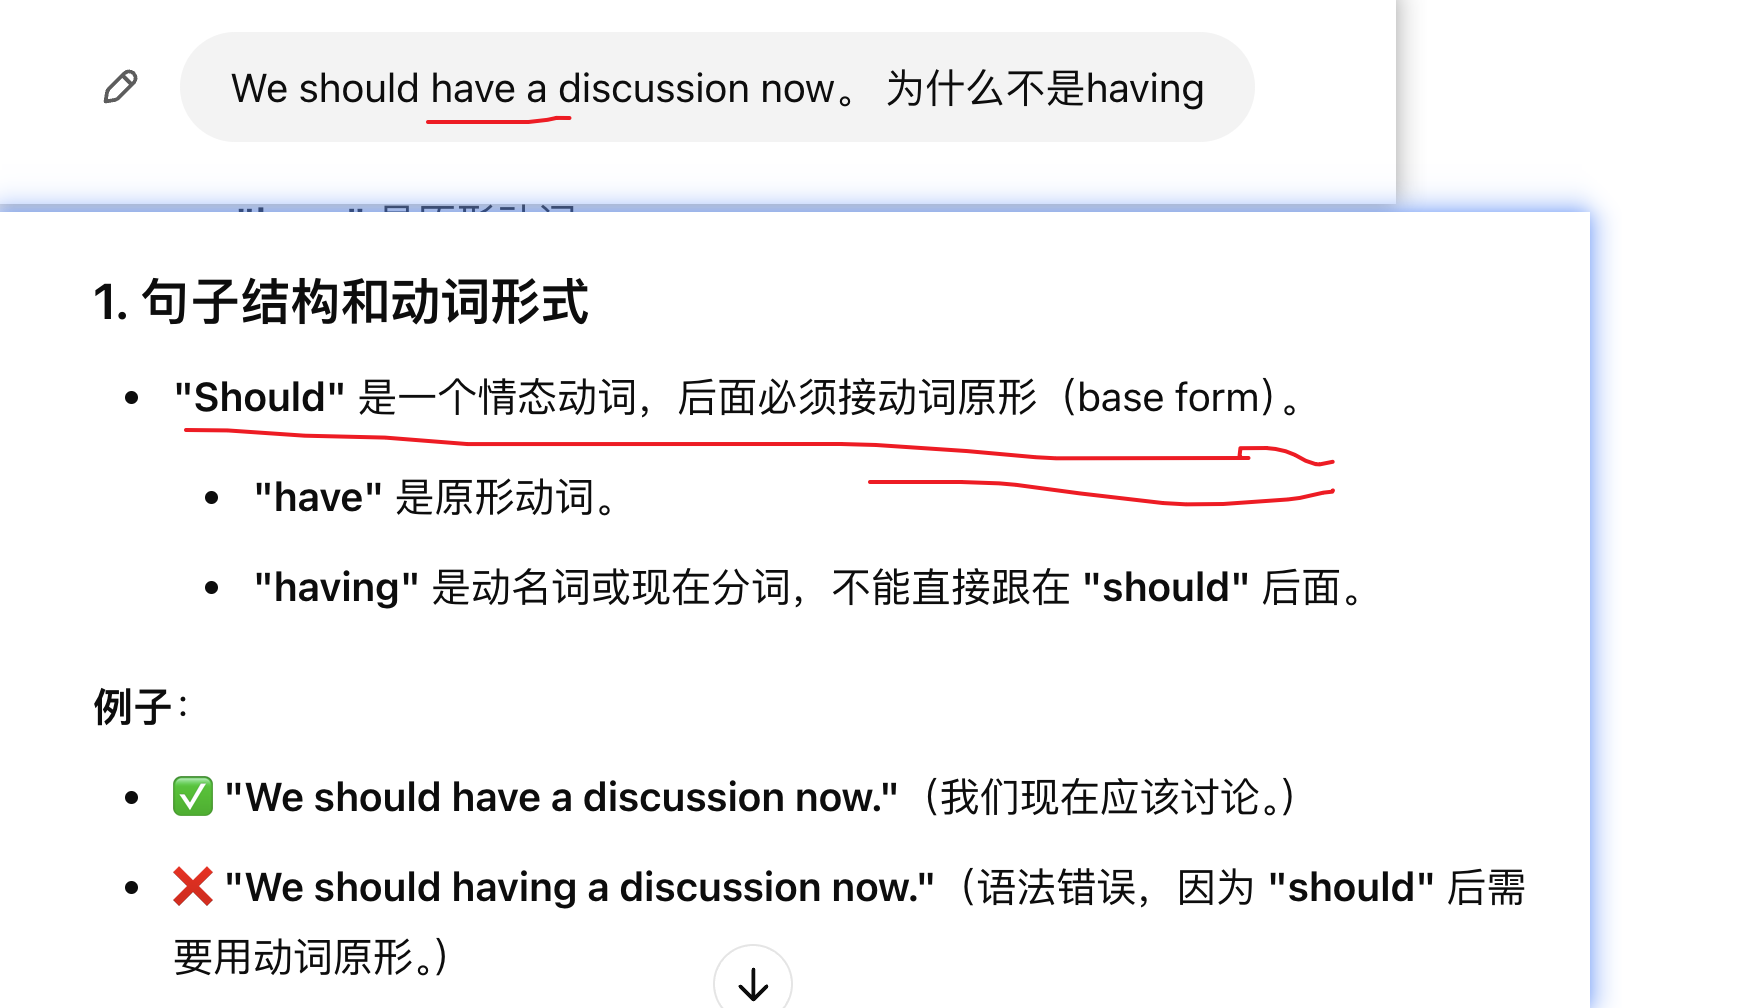 We should have a discussion now。 为什么不是having
1. 句子结构和动词形式
"Should" 是一个情态动词，后面必须接动词原形（base form）。
"have" 是原形动词。
"having" 是动名词或现在分词，不能直接跟在 "should" 后面。
例子：
✅ "We should have a discussion now."（我们现在应该讨论。）
❌ "We should having a discussion now."（语法错误，因为 "should" 后需
要用动词原形。）